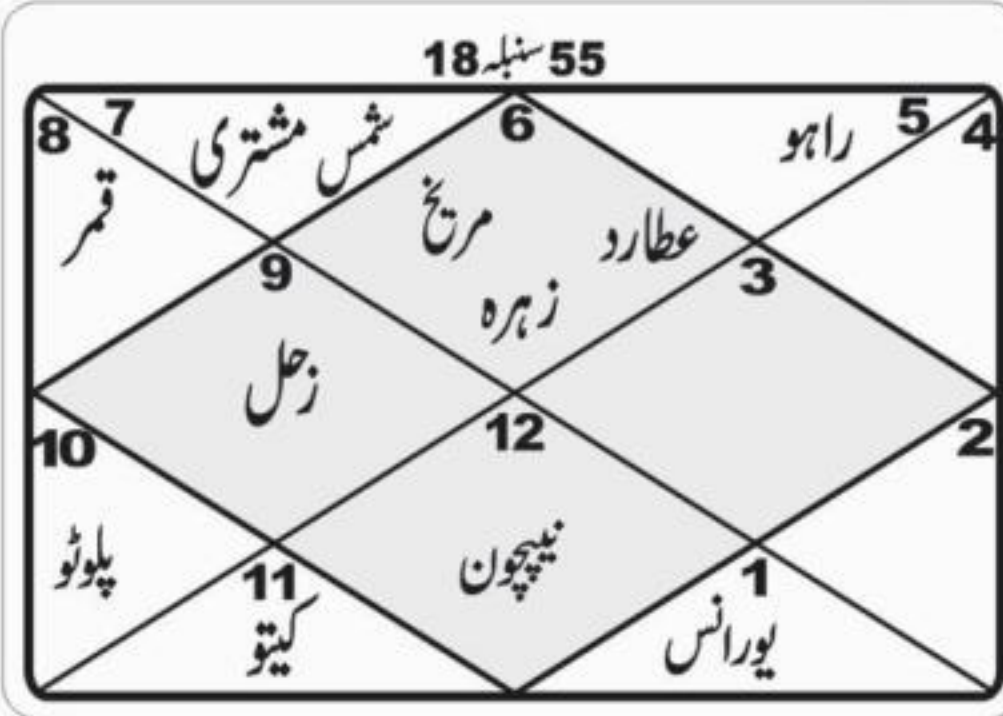 18 سنبلہ 55
8
7
مشتری
شمس
6
راہو
5
4
قمر
مریخ
عطارد
زہرہ
9
3
زحل
10
12
2
پلوٹو
11
کیتو
نیپچون
1
یورانس